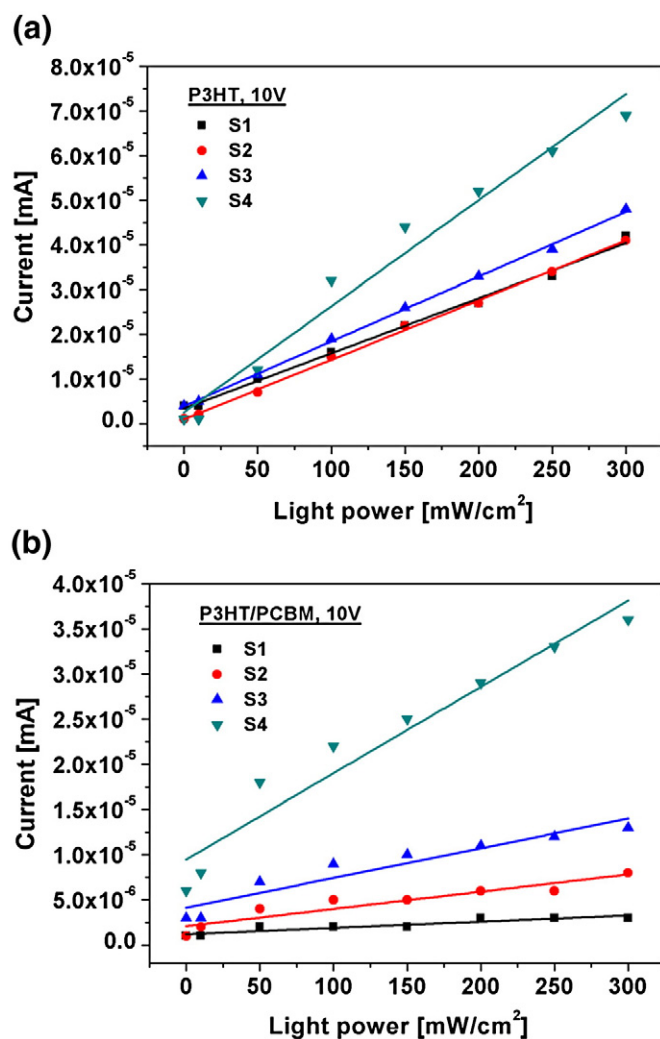 (a)
8.0x10⁻⁵
7.0x10⁻⁵
6.0x10⁻⁵
5.0x10⁻⁵
4.0x10⁻⁵
3.0x10⁻⁵
2.0x10⁻⁵
1.0x10⁻⁵
0.0
Current [mA]
P3HT, 10V
S1
S2
S3
S4
0 50 100 150 200 250 300
Light power [mW/cm²]
(b)
4.0x10⁻⁵
3.5x10⁻⁵
3.0x10⁻⁵
2.5x10⁻⁵
2.0x10⁻⁵
1.5x10⁻⁵
1.0x10⁻⁵
5.0x10⁻⁶
0.0
Current [mA]
P3HT/PCBM, 10V
S1
S2
S3
S4
0 50 100 150 200 250 300
Light power [mW/cm²]